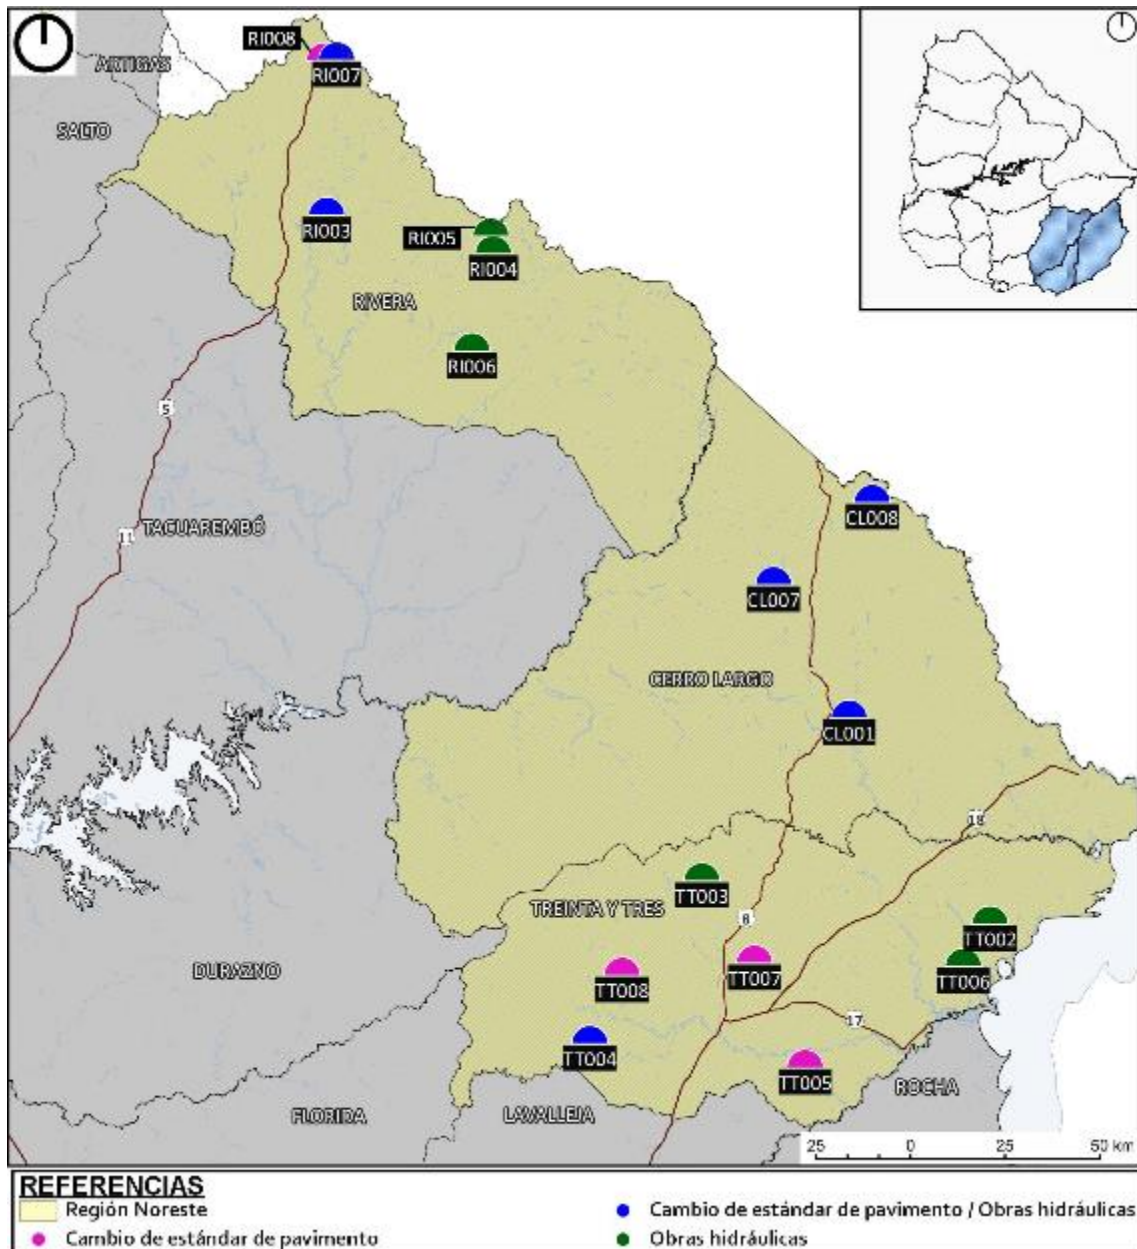 ARTIGAS
SALTO
RI008
RI007
RI003
RI005
RI004
RIVERA
RI006
5
11
TACUAREMBÓ
CL008
CL007
CERRO LARGO
CL001
18
TT003
TREINTA Y TRES
8
TT002
TT006
TT007
TT008
DURAZNO
17
TT004
TT005
ROCHA
FLORIDA
LAVALLEJA
25 0 25 50 km
REFERENCIAS
Región Noreste
Cambio de estándar de pavimento
Cambio de estándar de pavimento / Obras hidráulicas
Obras hidráulicas